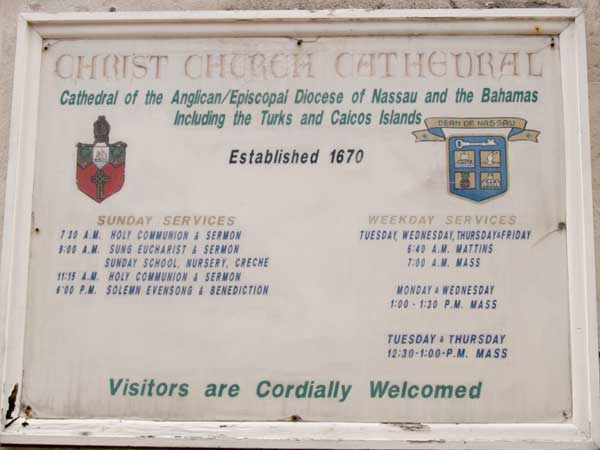 CHRIST CHURCH CATHEDRAL
Cathedral of the Anglican/Episcopal Diocese of Nassau and the Bahamas
Including the Turks and Caicos Islands
DEAN OF NASSAU
Established 1670
SUNDAY SERVICES
7:30 A.M. HOLY COMMUNION & SERMON
9:00 A.M. SUNG EUCHARIST & SERMON
SUNDAY SCHOOL, NURSERY, CRECHE
11:15 A.M. HOLY COMMUNION & SERMON
6:00 P.M. SOLEMN EVENSONG & BENEDICTION
WEEKDAY SERVICES
TUESDAY, WEDNESDAY, THURSDAY&FRIDAY
6:40 A.M. MATTINS
7:00 A.M. MASS
MONDAY & WEDNESDAY
1:00 - 1:30 P.M. MASS
TUESDAY & THURSDAY
12:30-1:00-P.M. MASS
Visitors are Cordially Welcomed